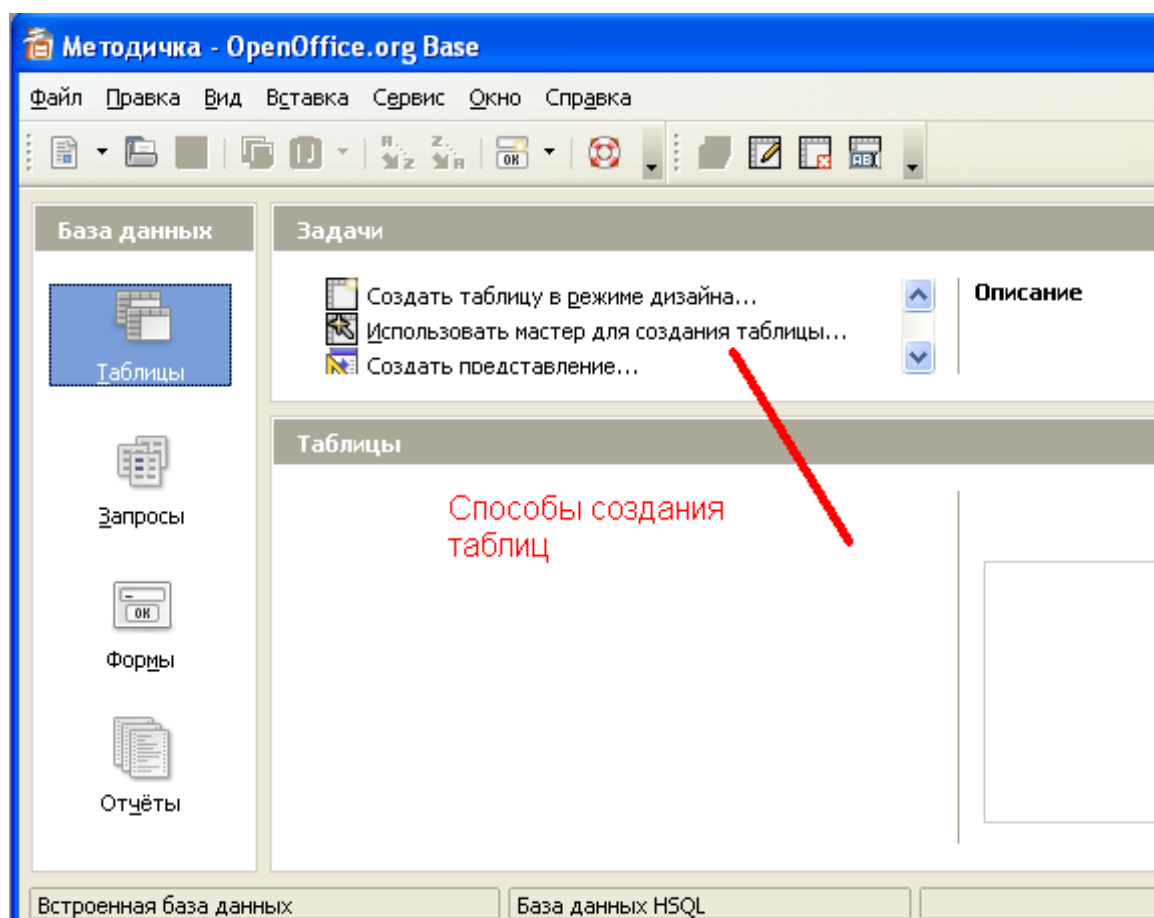 Методичка - OpenOffice.org Base
Файл Правка Вид Вставка Сервис Окно Справка
База данных
Задачи
Создать таблицу в режиме дизайна...
Использовать мастер для создания таблицы...
Создать представление...
Описание
Таблицы
Запросы
Формы
Отчёты
Таблицы
Способы создания
таблиц
Встроенная база данных
База данных HSQL